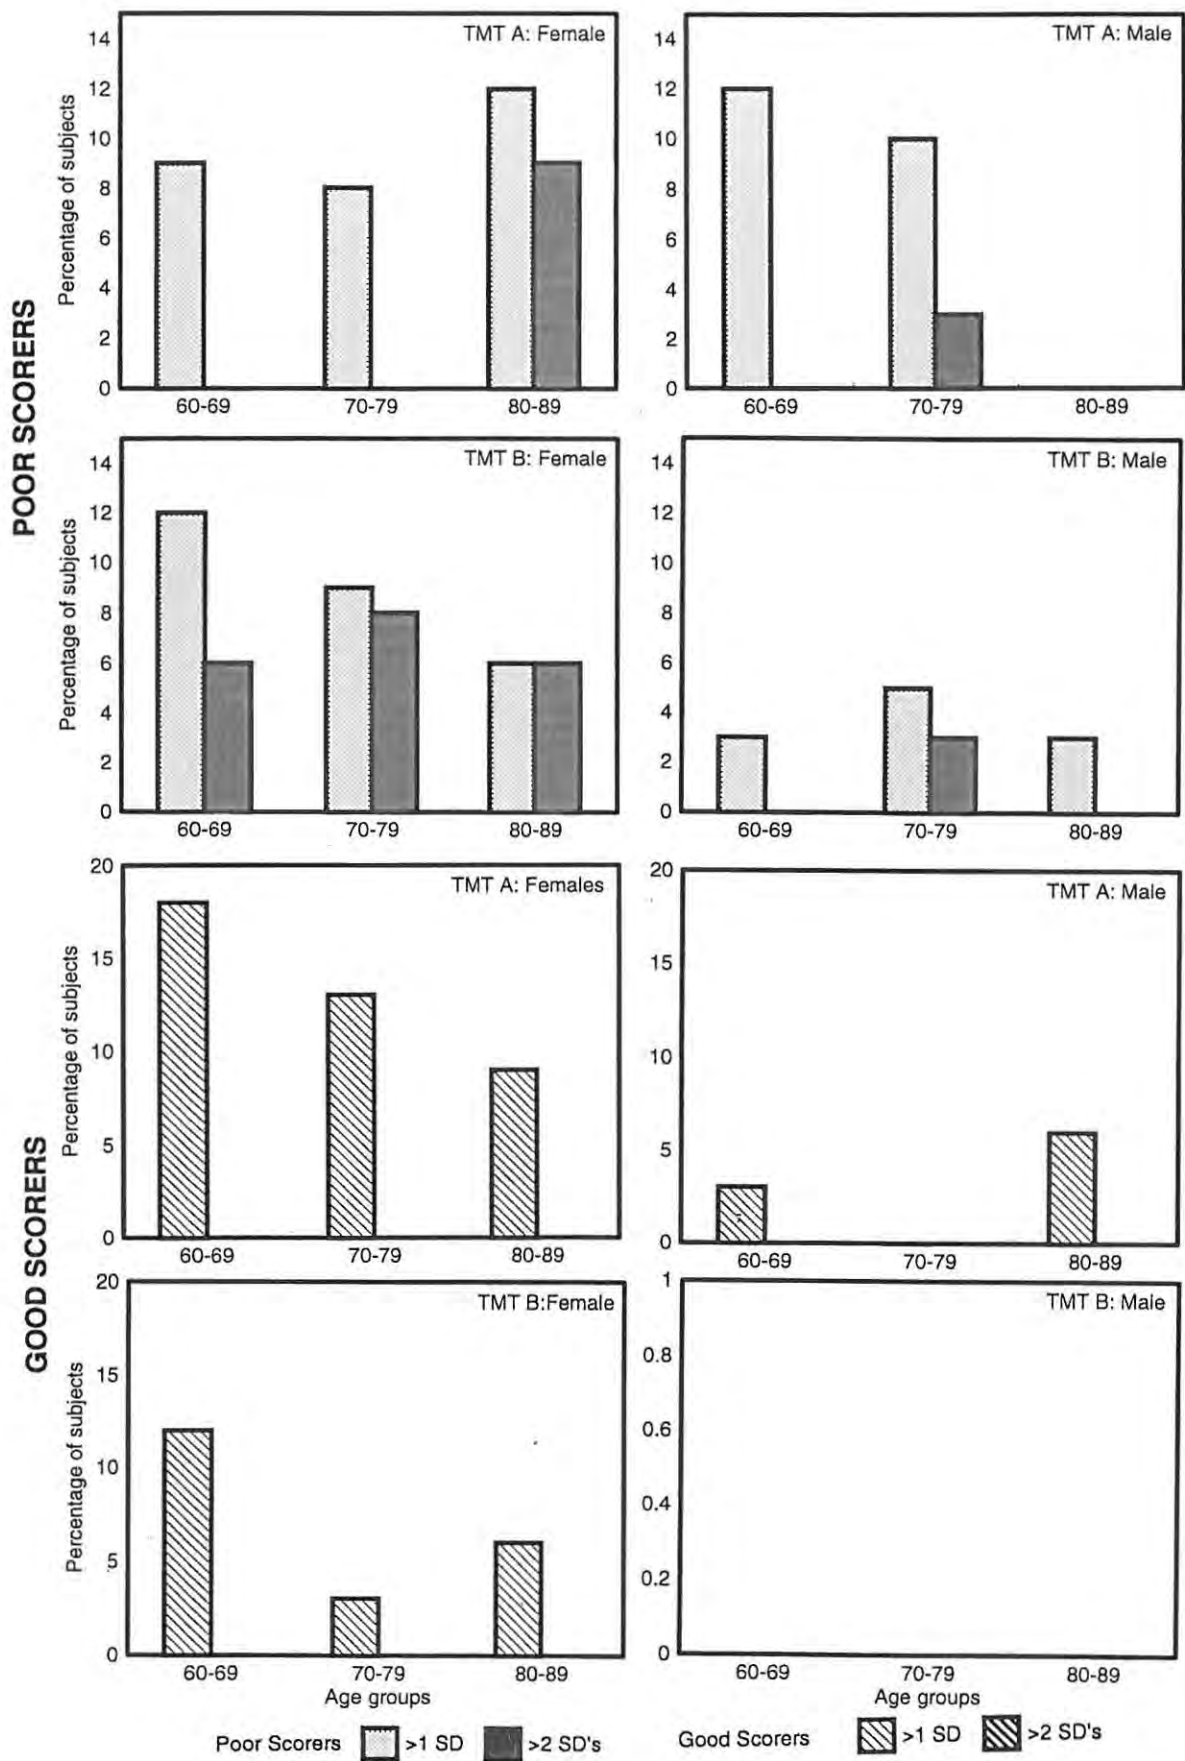 POOR SCORERS
TMT A: Female
Percentage of subjects
14
12
10
8
6
4
2
0
60-69 70-79 80-89
TMT A: Male
14
12
10
8
6
4
2
0
60-69 70-79 80-89
TMT B: Female
Percentage of subjects
14
12
10
8
6
4
2
0
60-69 70-79 80-89
TMT B: Male
14
12
10
8
6
4
2
0
60-69 70-79 80-89
GOOD SCORERS
TMT A: Females
Percentage of subjects
20
15
10
5
0
60-69 70-79 80-89
TMT A: Male
20
15
10
5
0
60-69 70-79 80-89
TMT B:Female
Percentage of subjects
20
15
10
5
0
60-69 70-79 80-89
Age groups
TMT B: Male
1
0.8
0.6
0.4
0.2
0
60-69 70-79 80-89
Age groups
Poor Scorers >1 SD >2 SD's
Good Scorers >1 SD >2 SD's